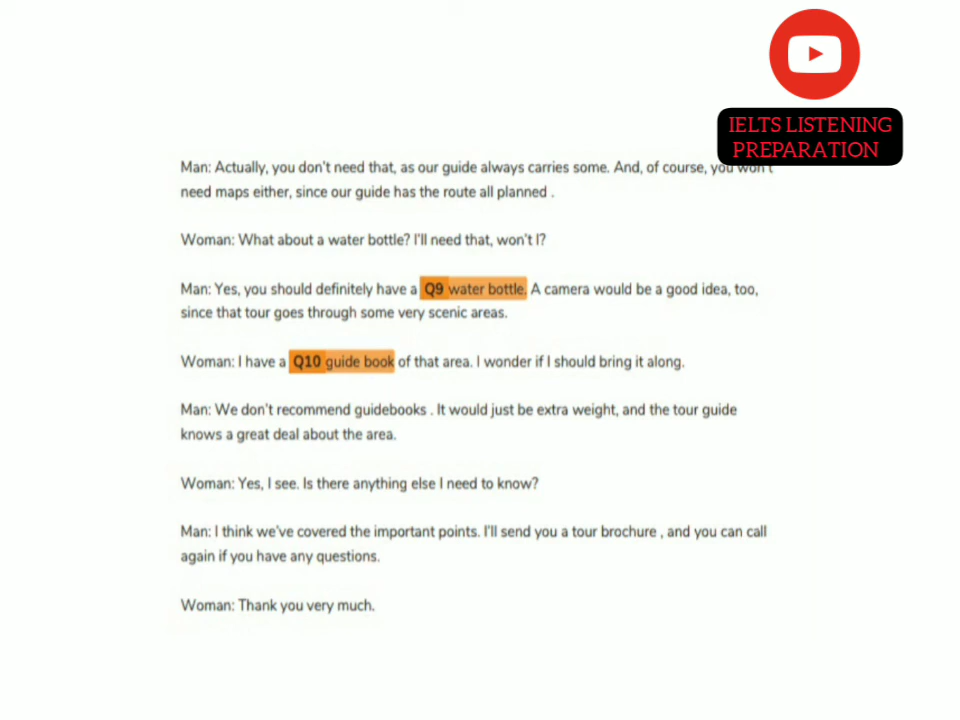 IELTS LISTENING
PREPARATION
Man: Actually, you don't need that, as our guide always carries some. And, of course, you won't
need maps either, since our guide has the route all planned .
Woman: What about a water bottle? I'll need that, won't I?
Man: Yes, you should definitely have a Q9 water bottle. A camera would be a good idea, too,
since that tour goes through some very scenic areas.
Woman: I have a Q10 guide book of that area. I wonder if I should bring it along.
Man: We don't recommend guidebooks . It would just be extra weight, and the tour guide
knows a great deal about the area.
Woman: Yes, I see. Is there anything else I need to know?
Man: I think we've covered the important points. I'll send you a tour brochure , and you can call
again if you have any questions.
Woman: Thank you very much.